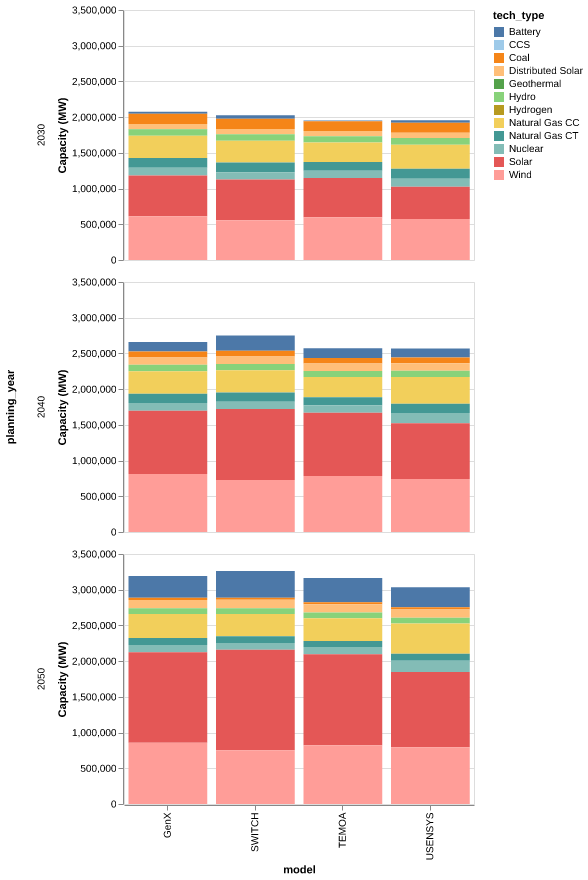 tech_type
Battery
CCS
Coal
Distributed Solar
Geothermal
Hydro
Hydrogen
Natural Gas CC
Natural Gas CT
Nuclear
Solar
Wind
planning_year
2030
Capacity (MW)
3,500,000
3,000,000
2,500,000
2,000,000
1,500,000
1,000,000
500,000
0
2040
Capacity (MW)
3,500,000
3,000,000
2,500,000
2,000,000
1,500,000
1,000,000
500,000
0
2050
Capacity (MW)
3,500,000
3,000,000
2,500,000
2,000,000
1,500,000
1,000,000
500,000
0
GenX
SWITCH
TEMOA
USENSYS
model